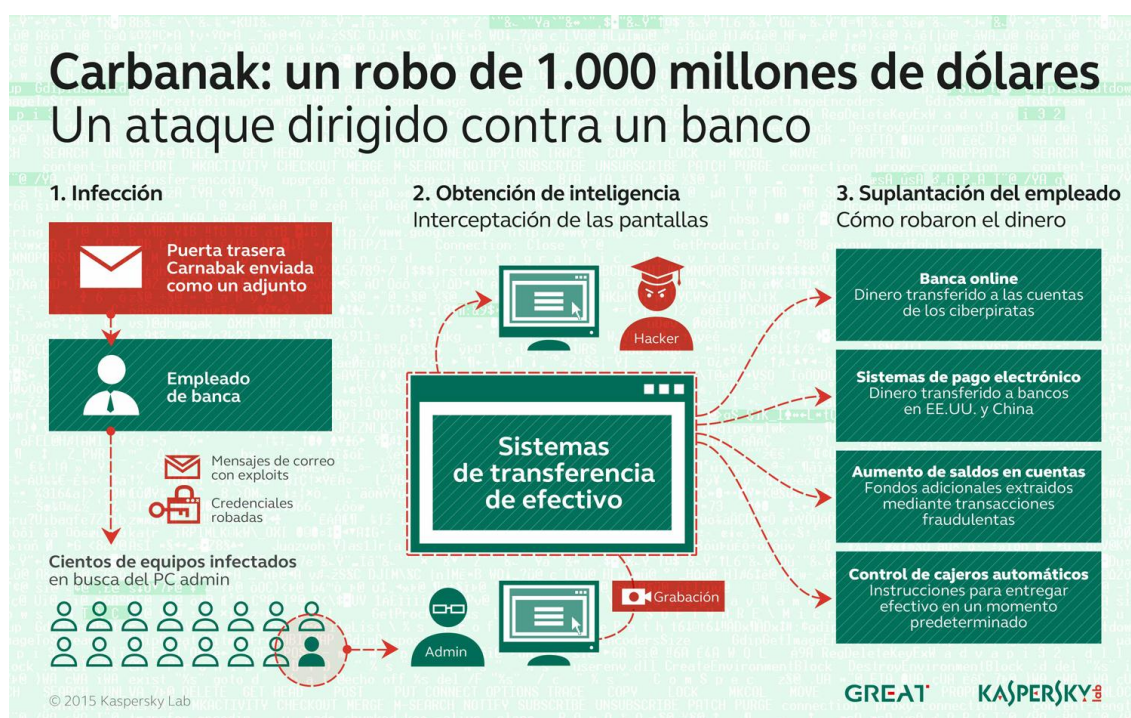 Carbanak: un robo de 1.000 millones de dólares
Un ataque dirigido contra un banco
1. Infección
Puerta trasera
Carnabak enviada
como un adjunto
Empleado
de banca
Mensajes de correo
con exploits
Credenciales
robadas
Cientos de equipos infectados
en busca del PC admin
2. Obtención de inteligencia
Interceptación de las pantallas
Hacker
Sistemas
de transferencia
de efectivo
Grabación
Admin
3. Suplantación del empleado
Cómo robaron el dinero
Banca online
Dinero transferido a las cuentas
de los ciberpiratas
Sistemas de pago electrónico
Dinero transferido a bancos
en EE.UU. y China
Aumento de saldos en cuentas
Fondos adicionales extraidos
mediante transacciones
fraudulentas
Control de cajeros automáticos
Instrucciones para entregar
efectivo en un momento
predeterminado
© 2015 Kaspersky Lab
GREAT
KASPERSKY lab